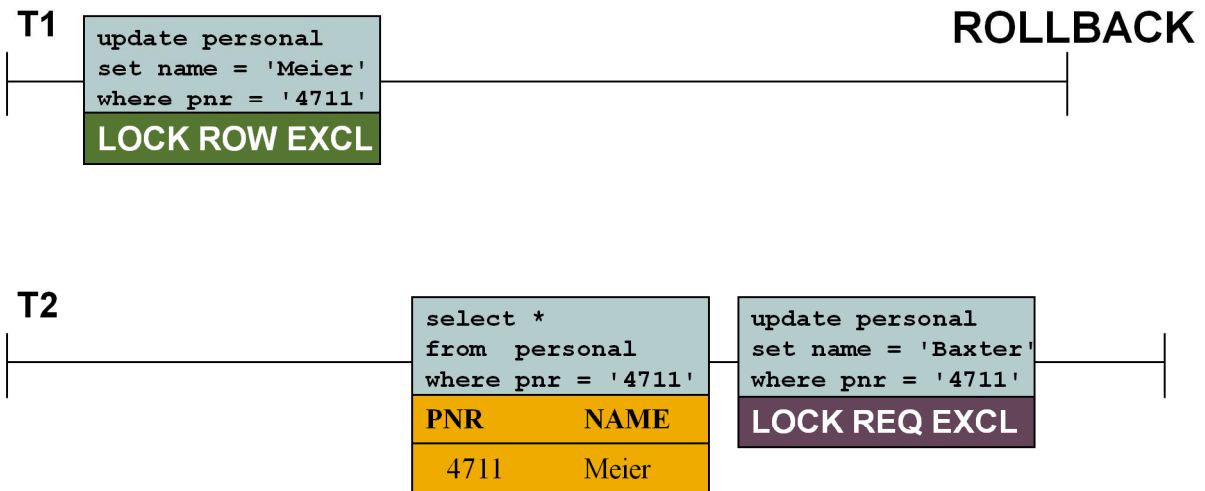 T1
ROLLBACK
update personal
set name = 'Meier'
where pnr = '4711'
LOCK ROW EXCL
T2
select *
from  personal
where pnr = '4711'
PNR NAME
4711 Meier
update personal
set name = 'Baxter'
where pnr = '4711'
LOCK REQ EXCL